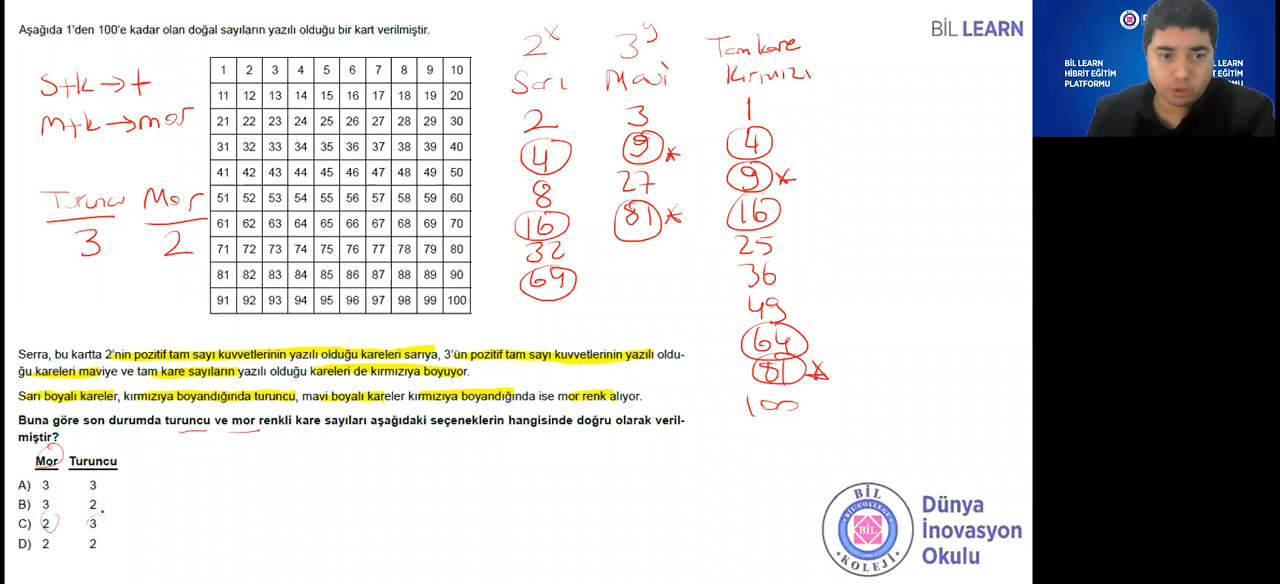 Aşağıda 1'den 100'e kadar olan doğal sayıların yazılı olduğu bir kart verilmiştir.
BİL LEARN
BİL LEARN
HİBRİT EĞİTİM
PLATFORMU
S+k → t
M+k → mor
Turuncu Mor
3 2
1 2 3 4 5 6 7 8 9 10
11 12 13 14 15 16 17 18 19 20
21 22 23 24 25 26 27 28 29 30
31 32 33 34 35 36 37 38 39 40
41 42 43 44 45 46 47 48 49 50
51 52 53 54 55 56 57 58 59 60
61 62 63 64 65 66 67 68 69 70
71 72 73 74 75 76 77 78 79 80
81 82 83 84 85 86 87 88 89 90
91 92 93 94 95 96 97 98 99 100
2^x 3^y Tam kare
Sarı Mavi Kırmızı
2 3 1
4 9 4
8 27 9
16 81 16
32 25
64 36
49
64
81
100
Serra, bu kartta 2'nin pozitif tam sayı kuvvetlerinin yazılı olduğu kareleri sarıya, 3'ün pozitif tam sayı kuvvetlerinin yazılı oldu-
ğu kareleri maviye ve tam kare sayıların yazılı olduğu kareleri de kırmızıya boyuyor.
Sarı boyalı kareler, kırmızıya boyandığında turuncu, mavi boyalı kareler kırmızıya boyandığında ise mor renk alıyor.
Buna göre son durumda turuncu ve mor renkli kare sayıları aşağıdaki seçeneklerin hangisinde doğru olarak veril-
miştir?
Mor Turuncu
A) 3 3
B) 3 2
C) 2 3
D) 2 2
BİL
BİL COLLEGE
BİL
KOLEJİ
Dünya
İnovasyon
Okulu